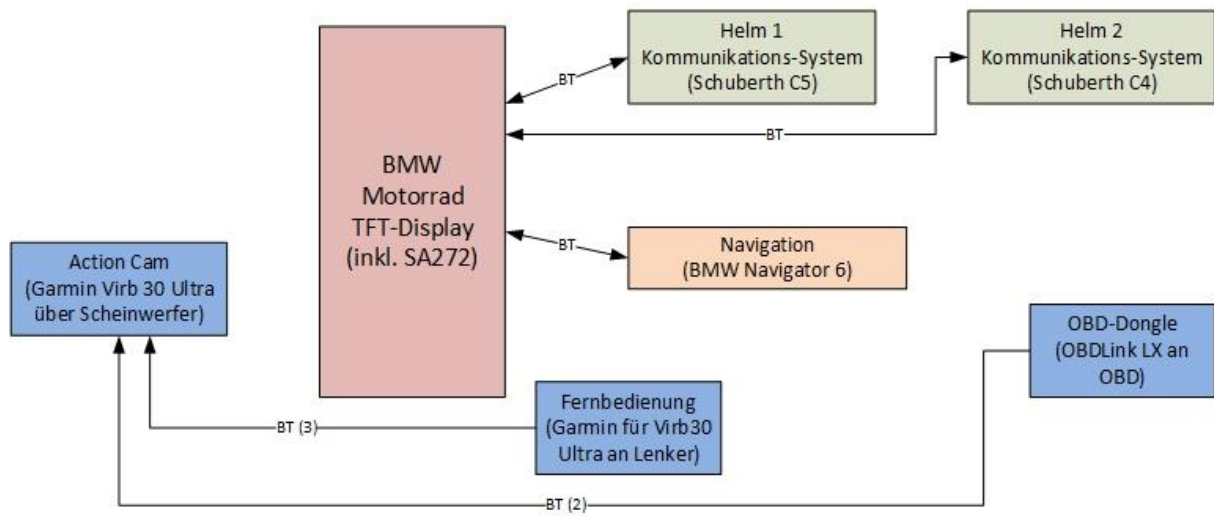 Helm 1
Kommunikations-System
(Schuberth C5)
Helm 2
Kommunikations-System
(Schuberth C4)
BT
BT
BMW
Motorrad
TFT-Display
(inkl. SA272)
BT
Navigation
(BMW Navigator 6)
Action Cam
(Garmin Virb 30 Ultra
über Scheinwerfer)
OBD-Dongle
(OBDLink LX an
OBD)
Fernbedienung
(Garmin für Virb30
Ultra an Lenker)
BT (3)
BT (2)